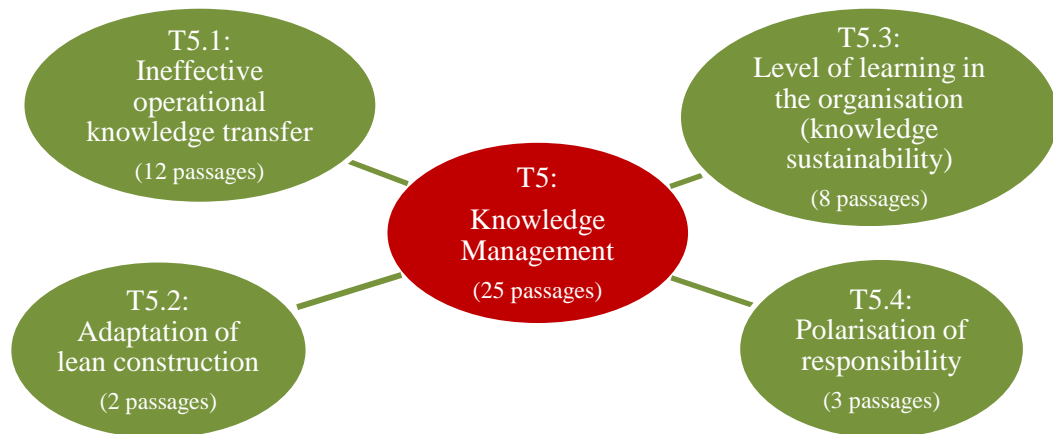 T5.1:
Ineffective
operational
knowledge transfer
(12 passages)
T5.3:
Level of learning in
the organisation
(knowledge
sustainability)
(8 passages)
T5:
Knowledge
Management
(25 passages)
T5.2:
Adaptation of
lean construction
(2 passages)
T5.4:
Polarisation of
responsibility
(3 passages)